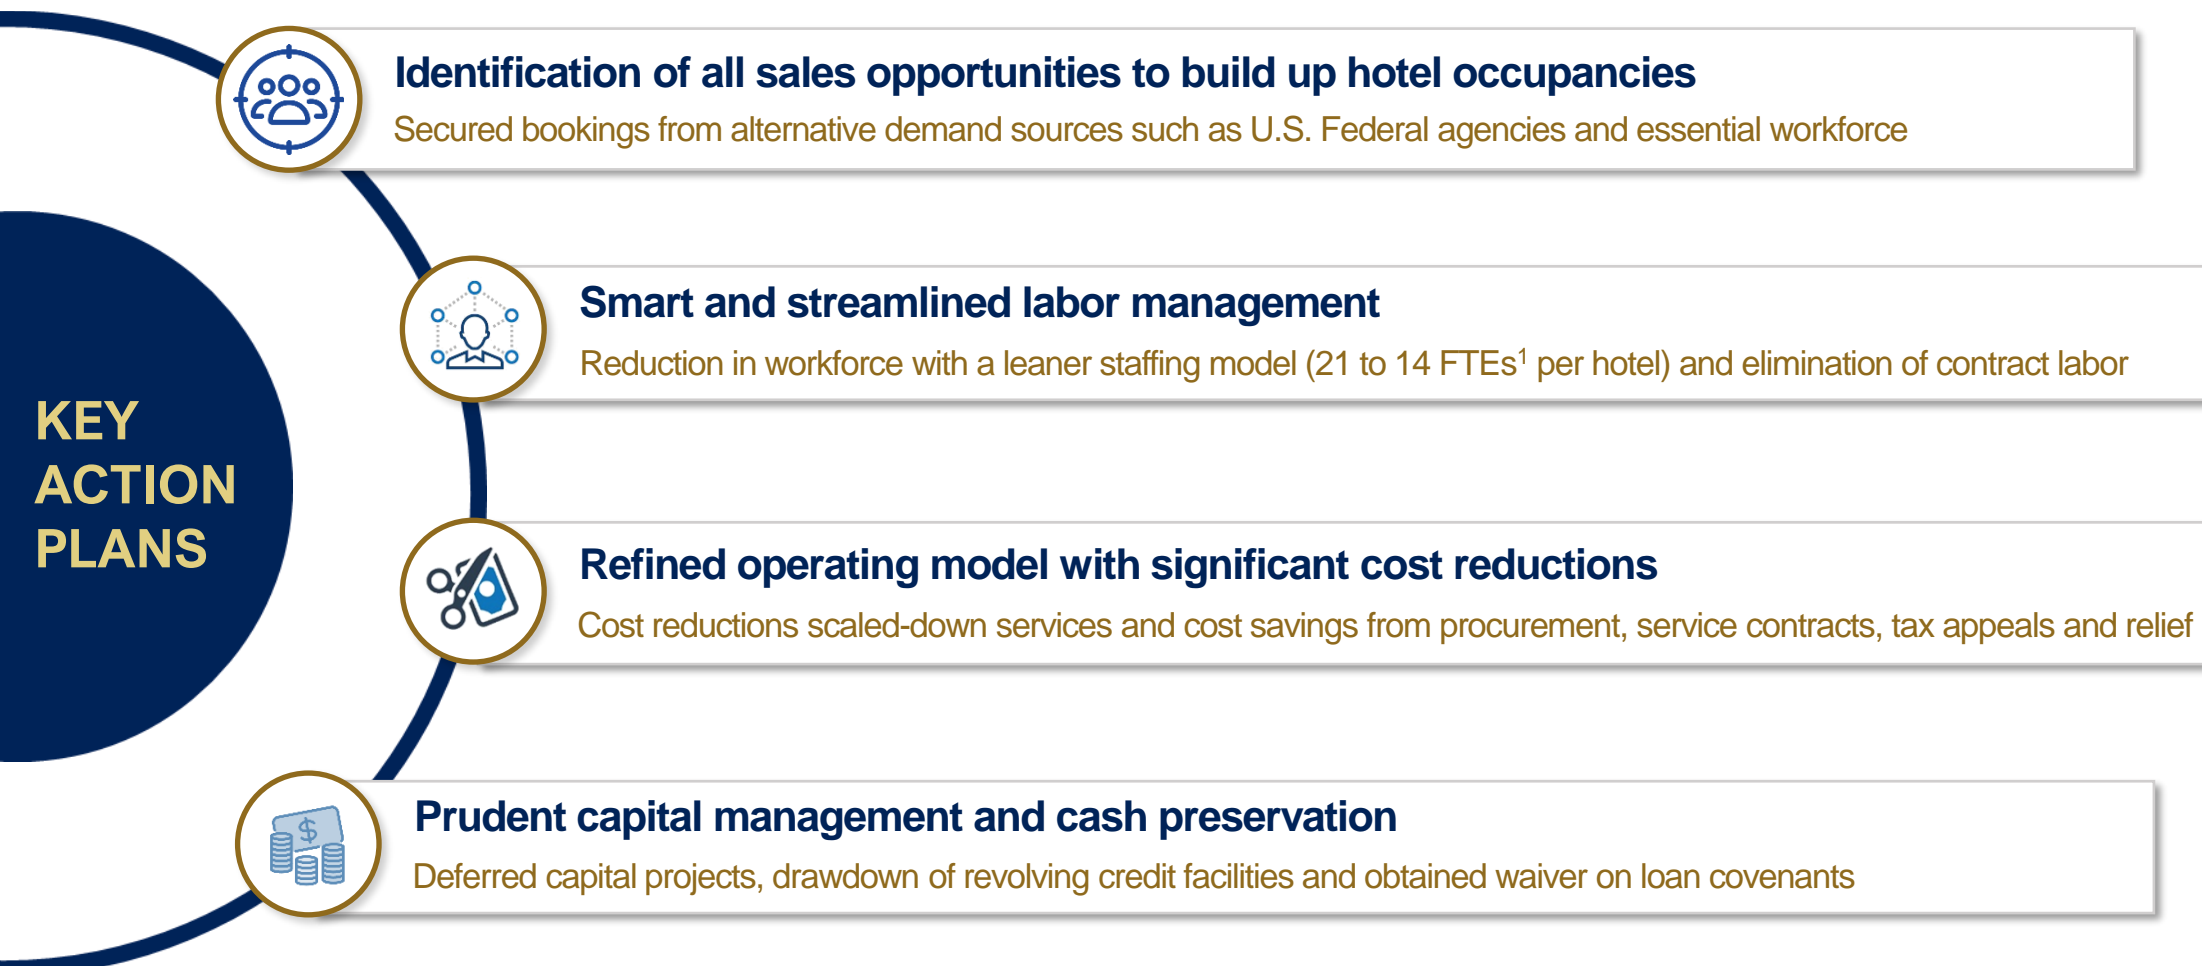 KEY
ACTION
PLANS
Identification of all sales opportunities to build up hotel occupancies
Secured bookings from alternative demand sources such as U.S. Federal agencies and essential workforce
Smart and streamlined labor management
Reduction in workforce with a leaner staffing model (21 to 14 FTEs¹ per hotel) and elimination of contract labor
Refined operating model with significant cost reductions
Cost reductions scaled-down services and cost savings from procurement, service contracts, tax appeals and relief
Prudent capital management and cash preservation
Deferred capital projects, drawdown of revolving credit facilities and obtained waiver on loan covenants
$